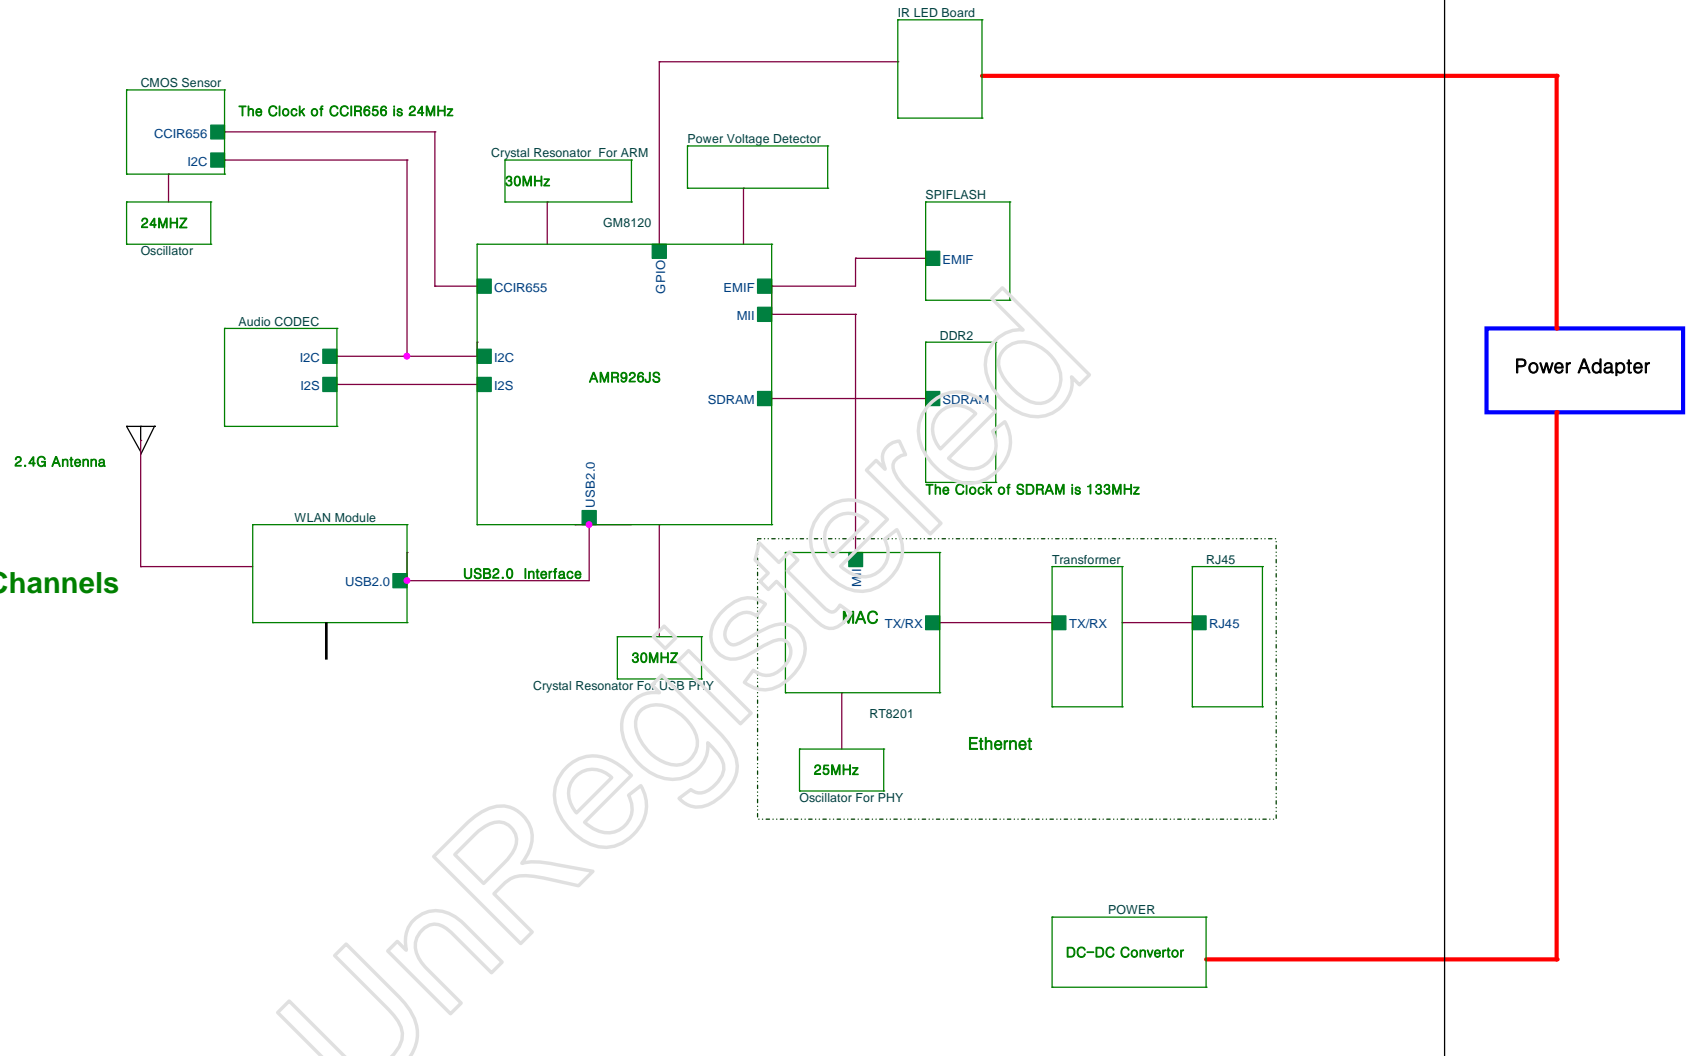 IR LED Board
CMOS Sensor
The Clock of CCIR656 is 24MHz
CCIR656
I2C
24MHZ
Oscillator
Crystal Resonator For ARM
30MHz
Power Voltage Detector
GM8120
SPIFLASH
EMIF
GPIO
CCIR655
EMIF
MII
Audio CODEC
I2C
I2S
I2C
I2S
AMR926JS
SDRAM
DDR2
SDRAM
The Clock of SDRAM is 133MHz
Power Adapter
2.4G Antenna
USB2.0
WLAN Module
USB2.0
USB2.0 Interface
Channels
30MHZ
Crystal Resonator For USB PHY
MII
MAC
TX/RX
Transformer
TX/RX
RJ45
RJ45
RT8201
Ethernet
25MHz
Oscillator For PHY
POWER
DC-DC Convertor
UnRegistered